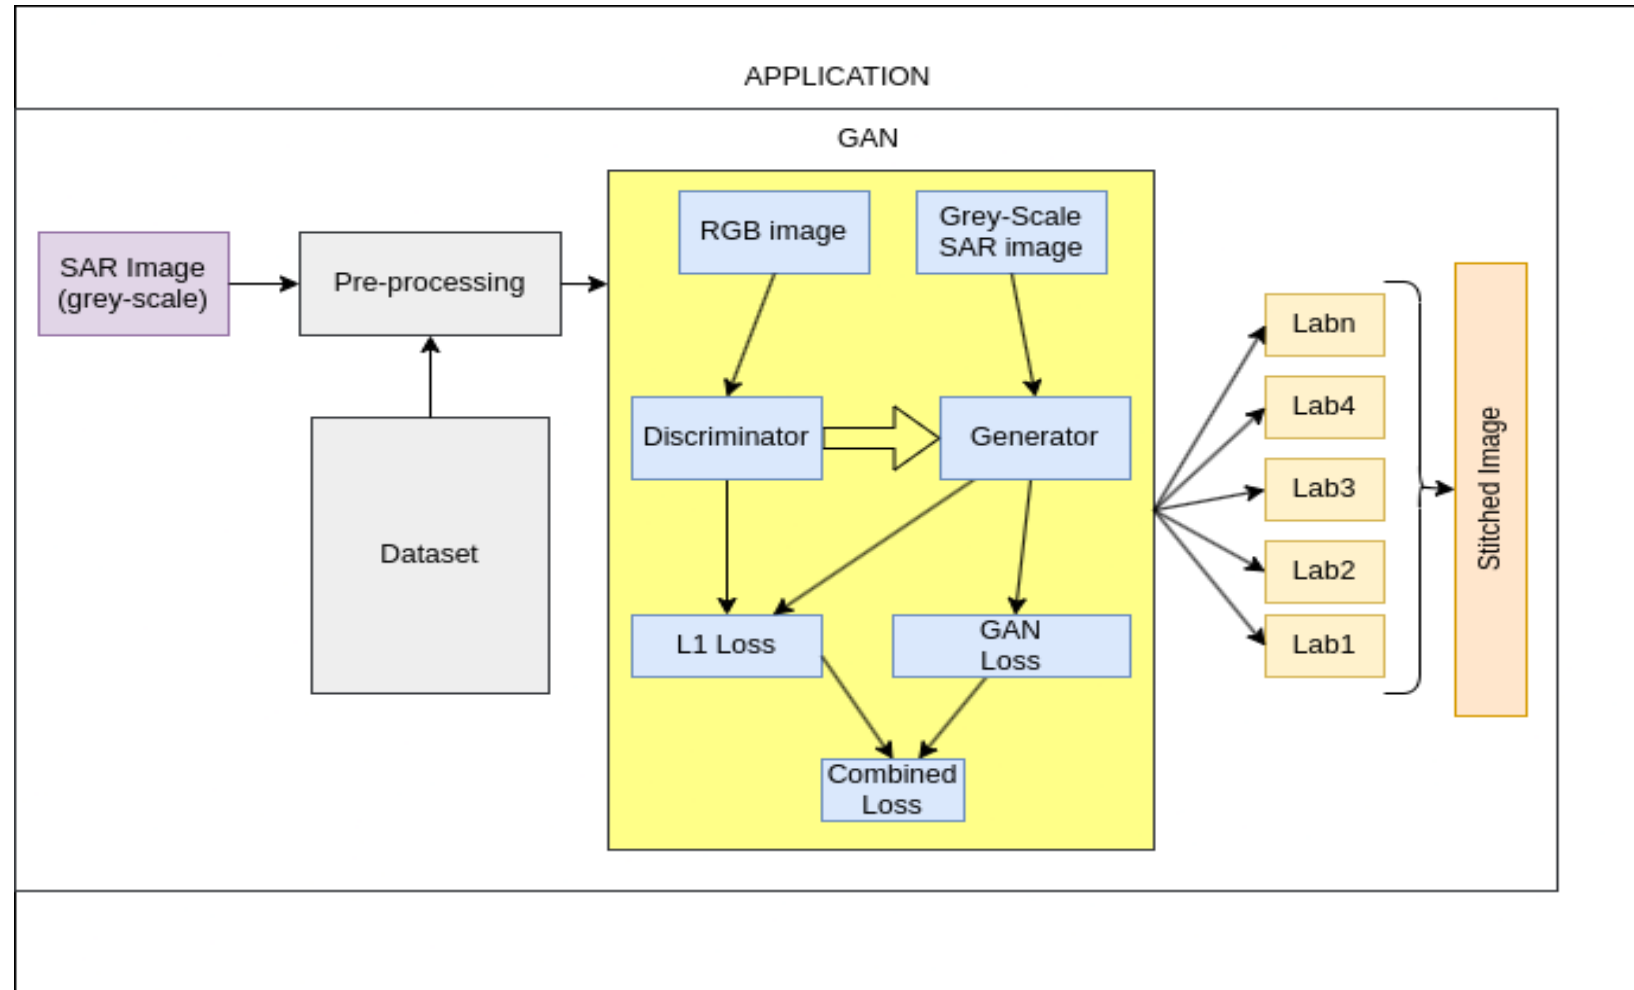 APPLICATION
GAN
SAR Image
(grey-scale)
Pre-processing
Dataset
RGB image
Grey-Scale
SAR image
Discriminator
Generator
L1 Loss
GAN
Loss
Combined
Loss
Labn
Lab4
Lab3
Lab2
Lab1
Stitched Image